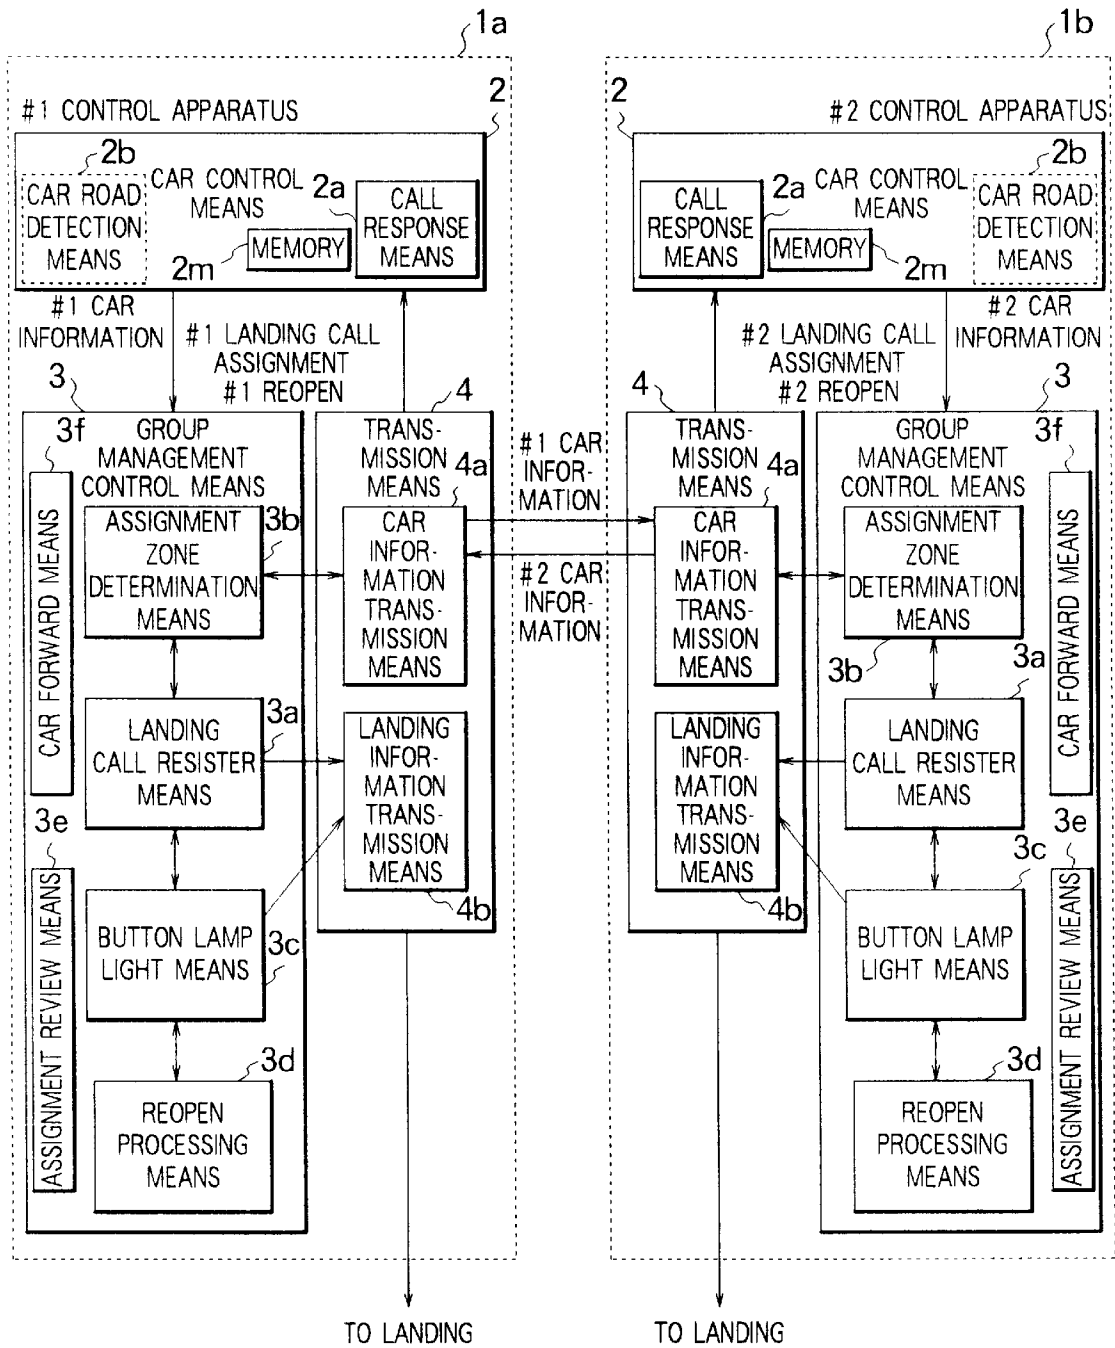 1a
#1 CONTROL APPARATUS
2
2b
CAR ROAD
DETECTION
MEANS
CAR CONTROL
MEANS
2a
MEMORY
2m
CALL
RESPONSE
MEANS
#1 CAR
INFORMATION
#1 LANDING CALL
ASSIGNMENT
#1 REOPEN
3
GROUP
MANAGEMENT
CONTROL MEANS
3f
CAR FORWARD MEANS
ASSIGNMENT
ZONE
DETERMINATION
MEANS
3b
LANDING
CALL RESISTER
MEANS
3a
3e
ASSIGNMENT REVIEW MEANS
BUTTON LAMP
LIGHT MEANS
3c
3d
REOPEN
PROCESSING
MEANS
4
TRANS-
MISSION
MEANS
4a
CAR
INFOR-
MATION
TRANS-
MISSION
MEANS
LANDING
INFOR-
MATION
TRANS-
MISSION
MEANS
4b
TO LANDING
#1 CAR
INFOR-
MATION
#2 CAR
INFOR-
MATION
1b
2
#2 CONTROL APPARATUS
CALL
RESPONSE
MEANS
2a
CAR CONTROL
MEANS
MEMORY
2m
2b
CAR ROAD
DETECTION
MEANS
#2 LANDING CALL
ASSIGNMENT
#2 REOPEN
#2 CAR
INFORMATION
4
TRANS-
MISSION
MEANS
4a
CAR
INFOR-
MATION
TRANS-
MISSION
MEANS
LANDING
INFOR-
MATION
TRANS-
MISSION
MEANS
4b
TO LANDING
3
GROUP
MANAGEMENT
CONTROL MEANS
3f
CAR FORWARD MEANS
ASSIGNMENT
ZONE
DETERMINATION
MEANS
3b
3a
LANDING
CALL RESISTER
MEANS
3e
ASSIGNMENT REVIEW MEANS
3c
BUTTON LAMP
LIGHT MEANS
3d
REOPEN
PROCESSING
MEANS